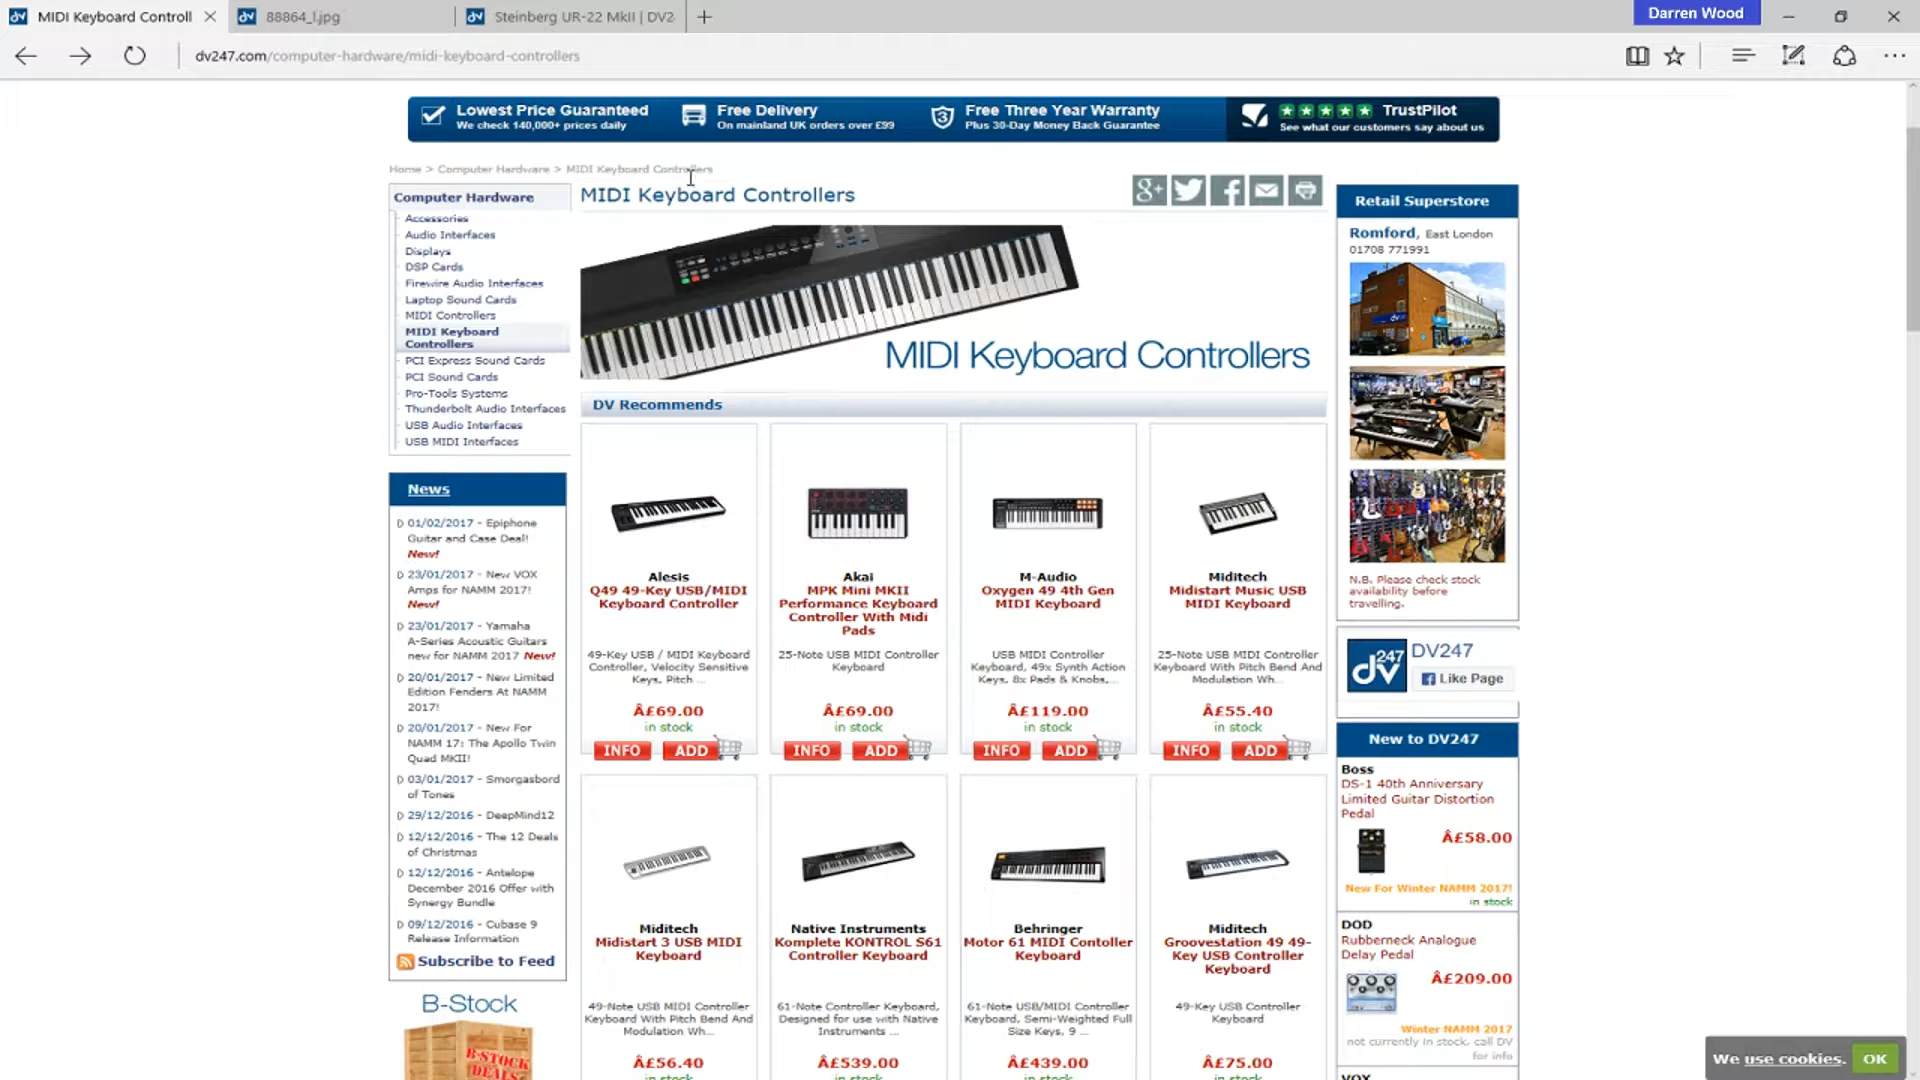 MIDI Keyboard Controll
88864_l.jpg
Steinberg UR-22 MkII | DV2
Darren Wood
dv247.com/computer-hardware/midi-keyboard-controllers
Lowest Price Guaranteed
We check 140,000+ prices daily
Free Delivery
On mainland UK orders over £99
Free Three Year Warranty
Plus 30-Day Money Back Guarantee
TrustPilot
See what our customers say about us
Home > Computer Hardware > MIDI Keyboard Controllers
Computer Hardware
Accessories
Audio Interfaces
Displays
DSP Cards
Firewire Audio Interfaces
Laptop Sound Cards
MIDI Controllers
MIDI Keyboard
Controllers
PCI Express Sound Cards
PCI Sound Cards
Pro-Tools Systems
Thunderbolt Audio Interfaces
USB Audio Interfaces
USB MIDI Interfaces
News
01/02/2017 - Epiphone
Guitar and Case Deal!
New!
23/01/2017 - New VOX
Amps for NAMM 2017!
New!
23/01/2017 - Yamaha
A-Series Acoustic Guitars
new for NAMM 2017 New!
20/01/2017 - New Limited
Edition Fenders At NAMM
2017!
20/01/2017 - New For
NAMM 17: The Apollo Twin
Quad MKII!
03/01/2017 - Smorgasbord
of Tones
29/12/2016 - DeepMind12
12/12/2016 - The 12 Deals
of Christmas
12/12/2016 - Antelope
December 2016 Offer with
Synergy Bundle
09/12/2016 - Cubase 9
Release Information
Subscribe to Feed
B-Stock
B-STOCK
DEALS
MIDI Keyboard Controllers
MIDI Keyboard Controllers
DV Recommends
Alesis
Q49 49-Key USB/MIDI
Keyboard Controller
49-Key USB / MIDI Keyboard
Controller, Velocity Sensitive
Keys, Pitch ...
Â£69.00
in stock
INFO ADD
Akai
MPK Mini MKII
Performance Keyboard
Controller With Midi
Pads
25-Note USB MIDI Controller
Keyboard
Â£69.00
in stock
INFO ADD
M-Audio
Oxygen 49 4th Gen
MIDI Keyboard
USB MIDI Controller
Keyboard, 49x Synth Action
Keys, 8x Pads & Knobs,...
Â£119.00
in stock
INFO ADD
Miditech
Midistart Music USB
MIDI Keyboard
25-Note USB MIDI Controller
Keyboard With Pitch Bend And
Modulation Wh...
Â£55.40
in stock
INFO ADD
Miditech
Midistart 3 USB MIDI
Keyboard
49-Note USB MIDI Controller
Keyboard With Pitch Bend And
Modulation Wh...
Â£56.40
in stock
Native Instruments
Komplete KONTROL S61
Controller Keyboard
61-Note Controller Keyboard,
Designed for use with Native
Instruments ...
Â£539.00
in stock
Behringer
Motor 61 MIDI Contoller
Keyboard
61-Note USB/MIDI Controller
Keyboard, Semi-Weighted Full
Size Keys, 9 ...
Â£439.00
in stock
Miditech
Groovestation 49 49-
Key USB Controller
Keyboard
49-Key USB Controller
Keyboard
Â£75.00
in stock
Retail Superstore
Romford, East London
01708 771991
N.B. Please check stock
availability before
travelling.
dv247
DV247
Like Page
New to DV247
Boss
DS-1 40th Anniversary
Limited Guitar Distortion
Pedal
Â£58.00
New For Winter NAMM 2017!
in stock
DOD
Rubberneck Analogue
Delay Pedal
Â£209.00
Winter NAMM 2017
not currently in stock, call DV
for info
VOX
We use cookies. OK